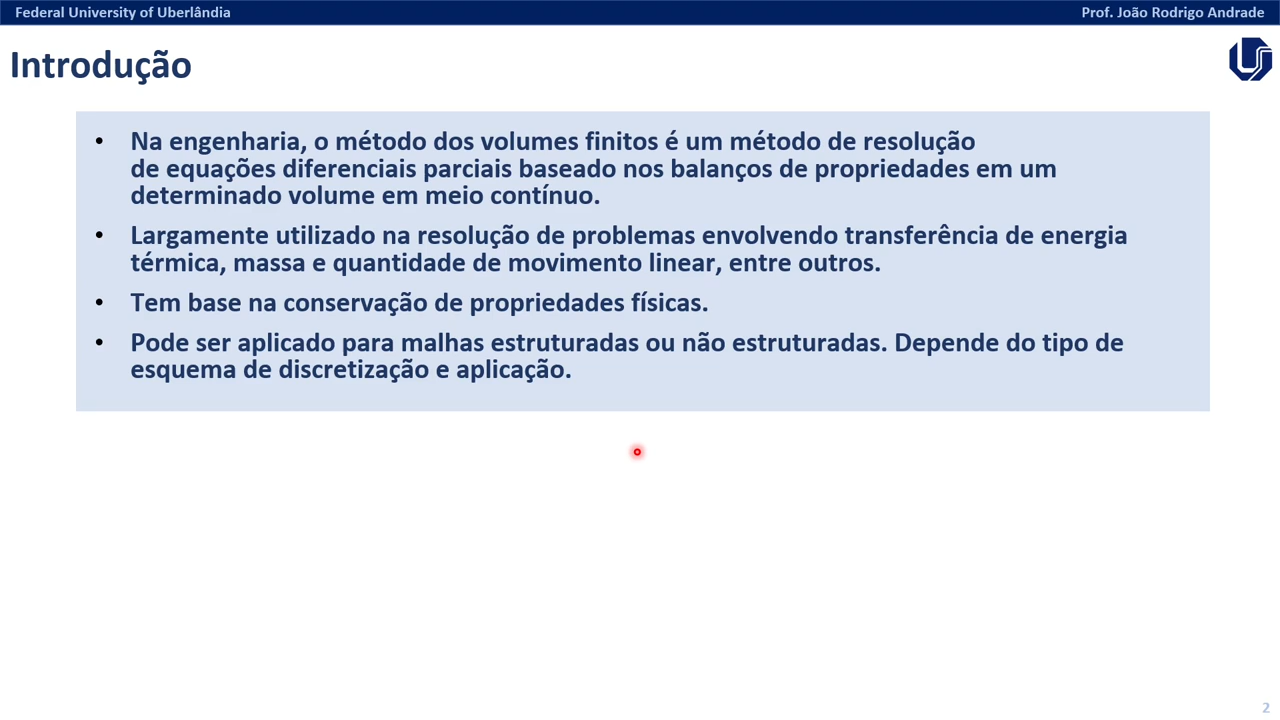 Federal University of Uberlândia
Prof. João Rodrigo Andrade
Introdução
• Na engenharia, o método dos volumes finitos é um método de resolução
de equações diferenciais parciais baseado nos balanços de propriedades em um
determinado volume em meio contínuo.
• Largamente utilizado na resolução de problemas envolvendo transferência de energia
térmica, massa e quantidade de movimento linear, entre outros.
• Tem base na conservação de propriedades físicas.
• Pode ser aplicado para malhas estruturadas ou não estruturadas. Depende do tipo de
esquema de discretização e aplicação.
2